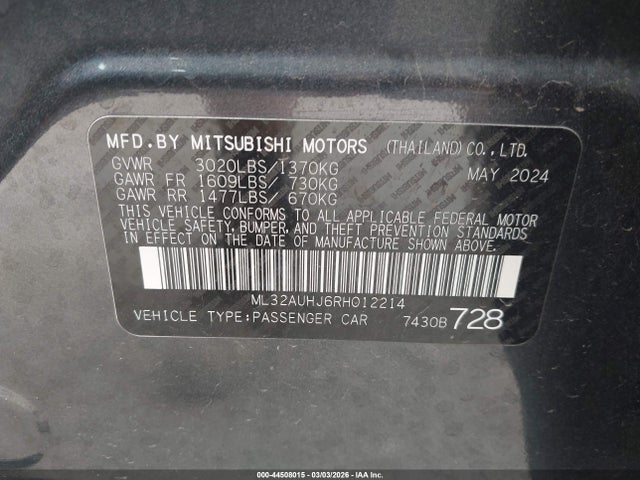 MFD.BY MITSUBISHI MOTORS (THAILAND) CO., LTD.
GVWR 3020LBS/1370KG MAY 2024
GAWR FR 1609LBS/ 730KG
GAWR RR 1477LBS/ 670KG
THIS VEHICLE CONFORMS TO ALL APPLICABLE FEDERAL MOTOR
VEHICLE SAFETY, BUMPER, AND THEFT PREVENTION STANDARDS
IN EFFECT ON THE DATE OF MANUFACTURE SHOWN ABOVE.
ML32AUHJ6RH012214
VEHICLE TYPE:PASSENGER CAR 7430B 728
000-44508015 - 03/03/2026 - IAA Inc.